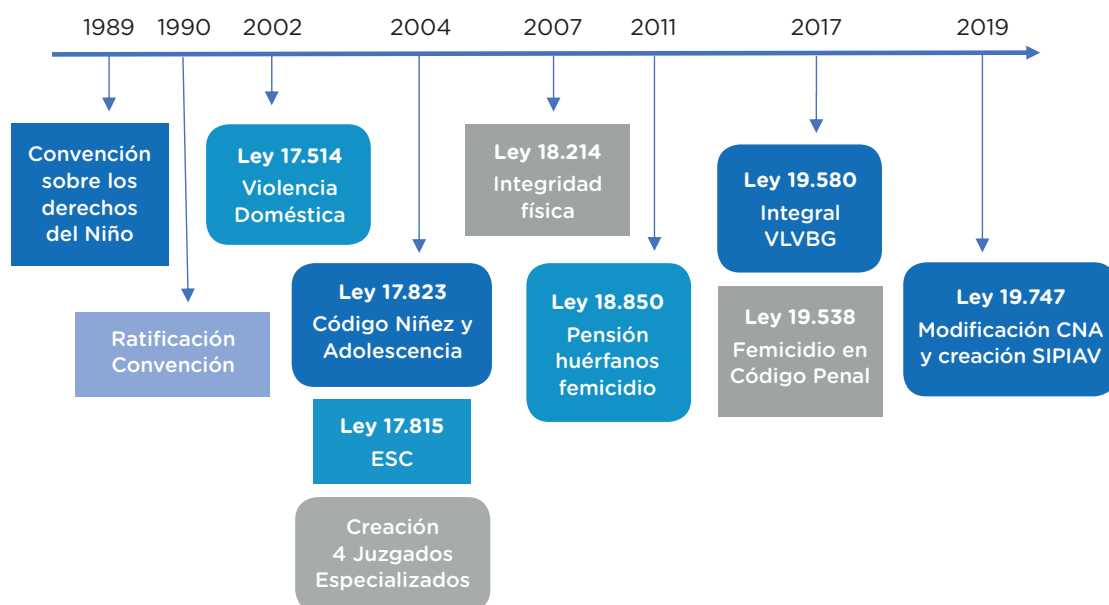 1989
1990
2002
2004
2007
2011
2017
2019
Convención
sobre los
derechos
del Niño
Ratificación
Convención
Ley 17.514
Violencia
Doméstica
Ley 17.823
Código Niñez y
Adolescencia
Ley 17.815
ESC
Creación
4 Juzgados
Especializados
Ley 18.214
Integridad
física
Ley 18.850
Pensión
huérfanos
femicidio
Ley 19.580
Integral
VLVBG
Ley 19.538
Femicidio en
Código Penal
Ley 19.747
Modificación CNA
y creación SIPIAV